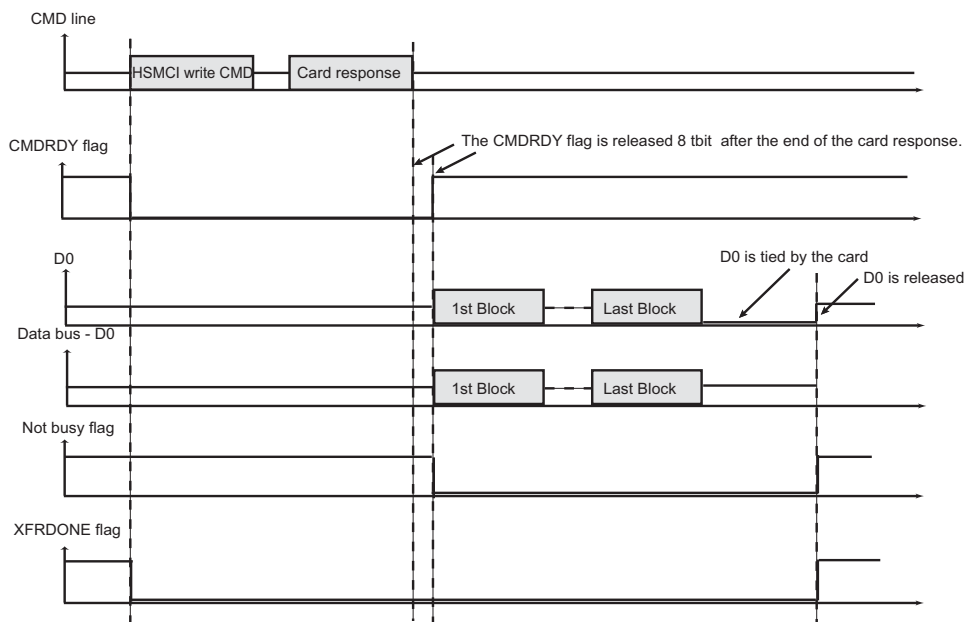 CMD line
HSMCI write CMD
Card response
The CMDRDY flag is released 8 tbit after the end of the card response.
CMDRDY flag
D0
D0 is tied by the card
D0 is released
1st Block
Last Block
Data bus - D0
1st Block
Last Block
Not busy flag
XFRDONE flag